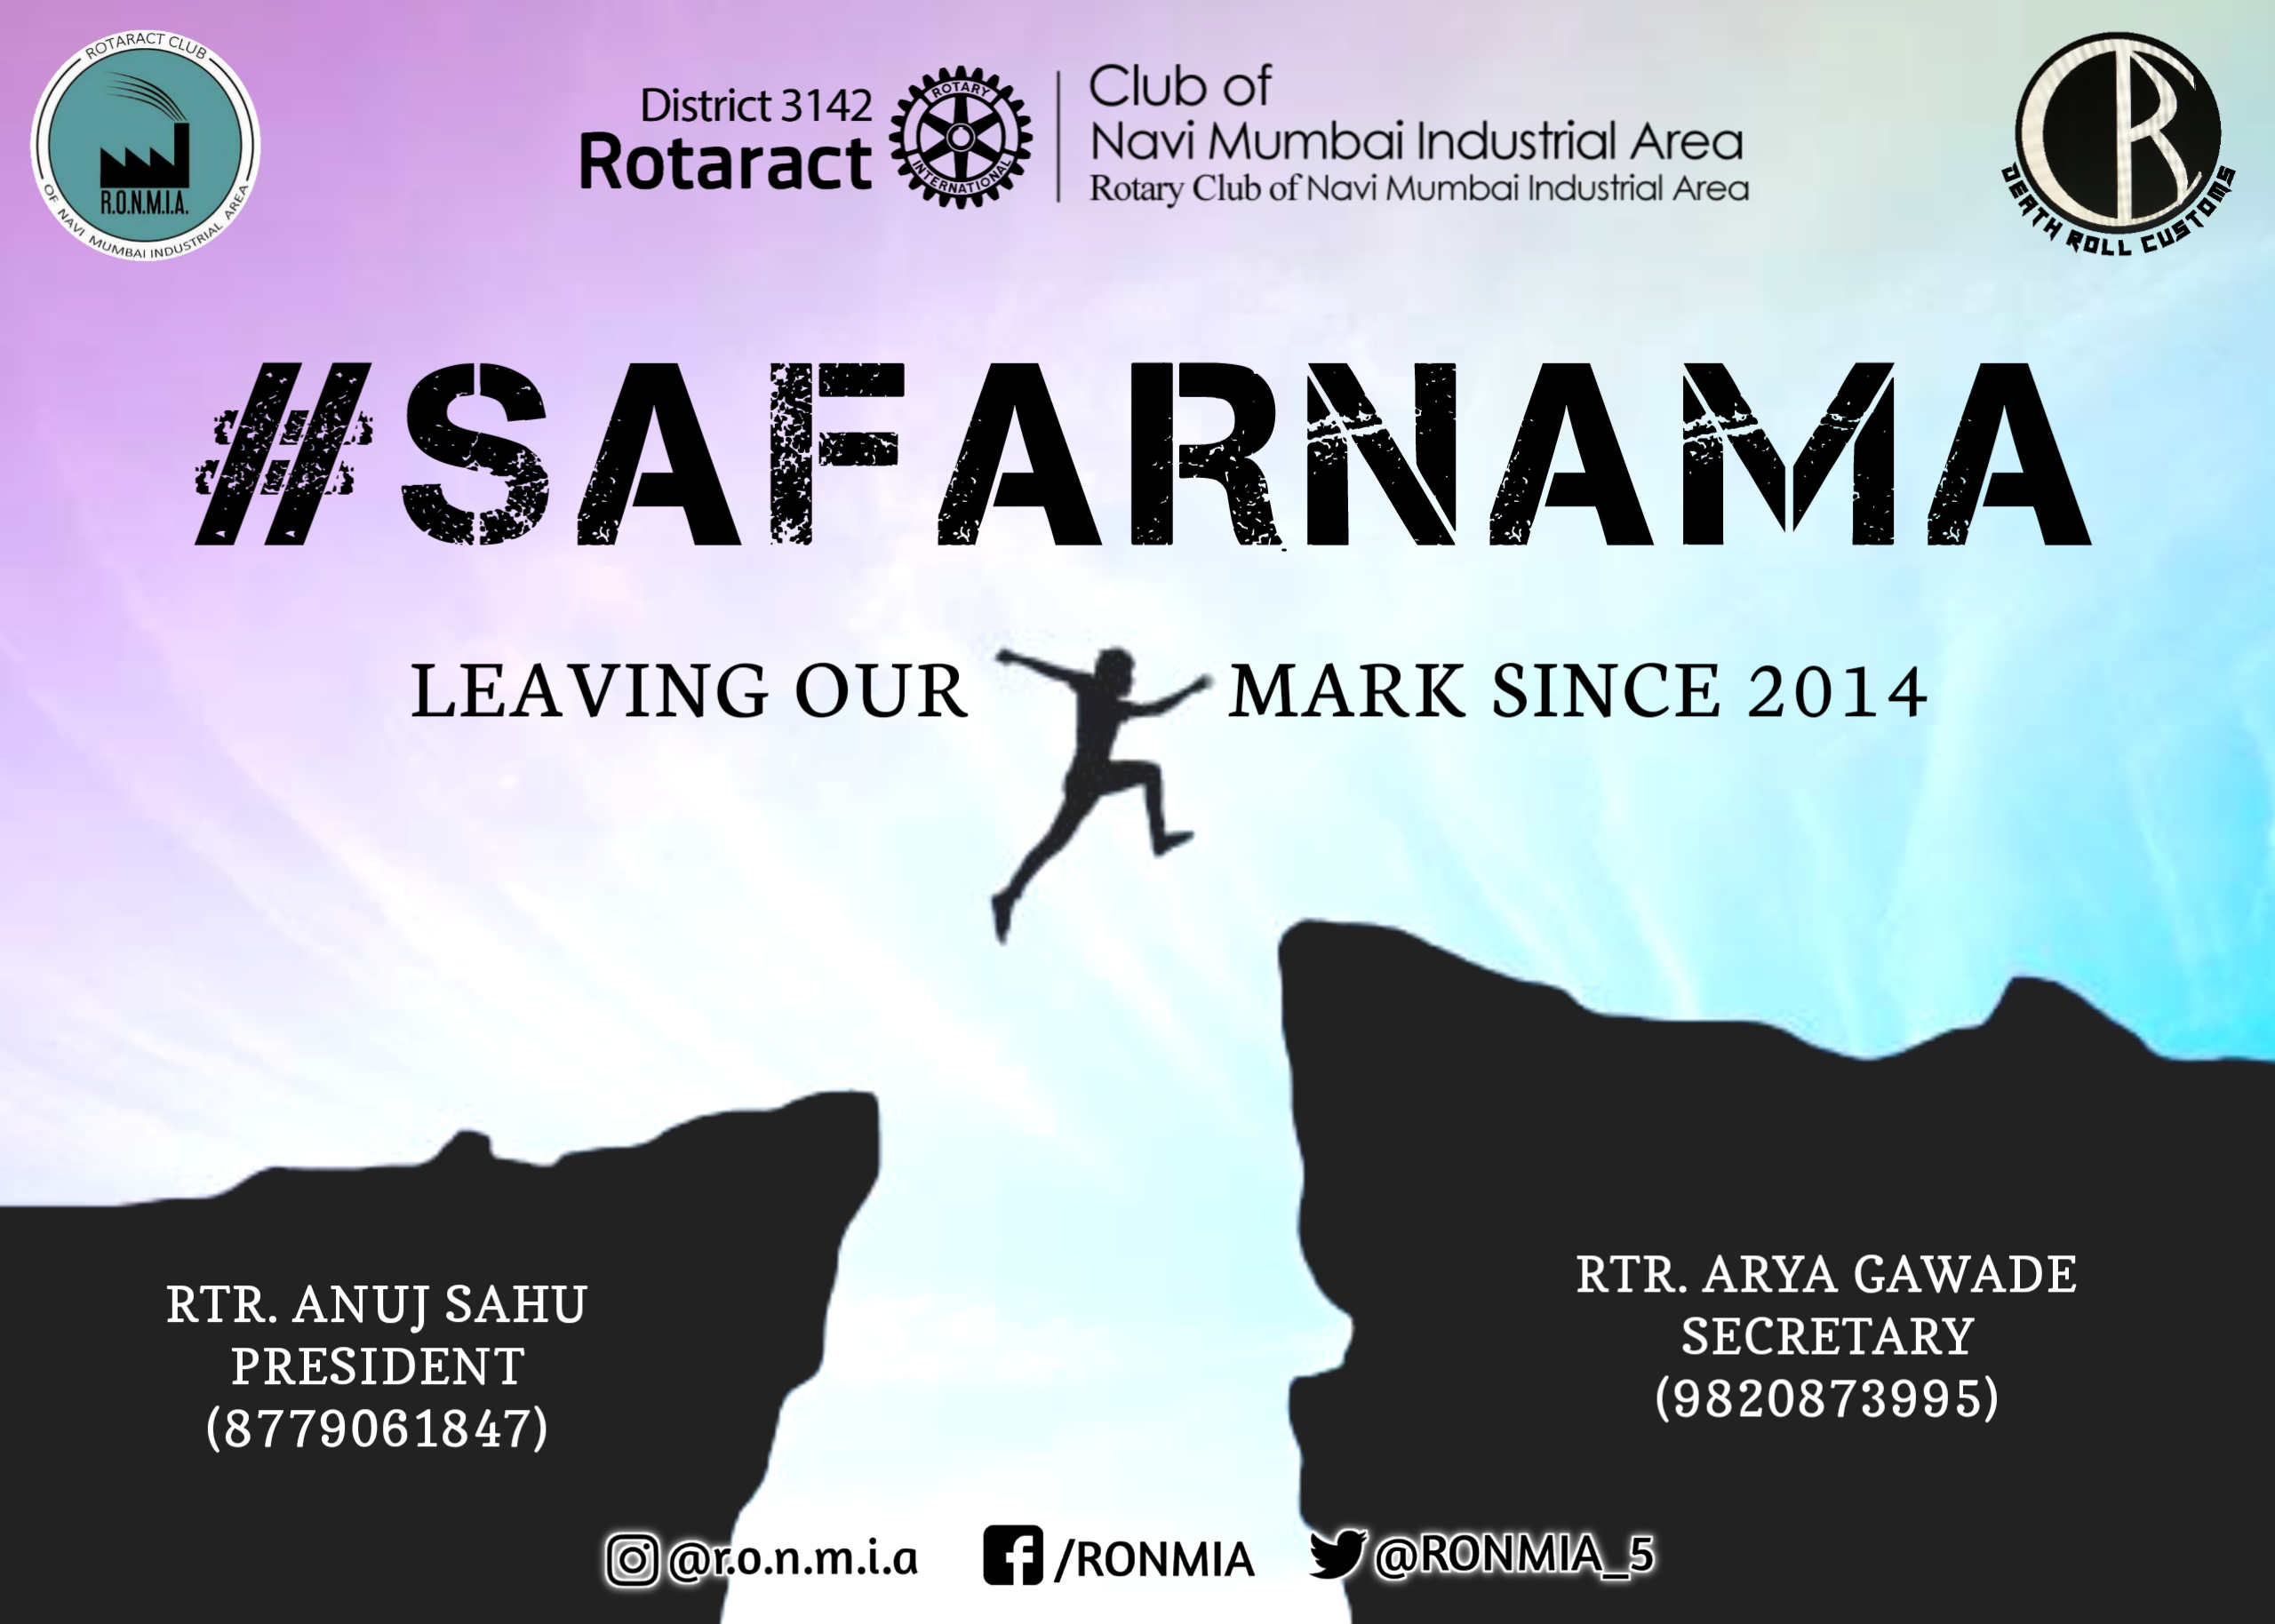 ROTARACT CLUB
OF NAVI MUMBAI INDUSTRIAL AREA
R.O.N.M.I.A.
District 3142
Rotaract
ROTARY
INTERNATIONAL
Club of
Navi Mumbai Industrial Area
Rotary Club of Navi Mumbai Industrial Area
DEATH ROLL CUSTOMS
#SAFARNAMA
LEAVING OUR MARK SINCE 2014
RTR. ANUJ SAHU
PRESIDENT
(8779061847)
RTR. ARYA GAWADE
SECRETARY
(9820873995)
@r.o.n.m.i.a
/RONMIA
@RONMIA_5